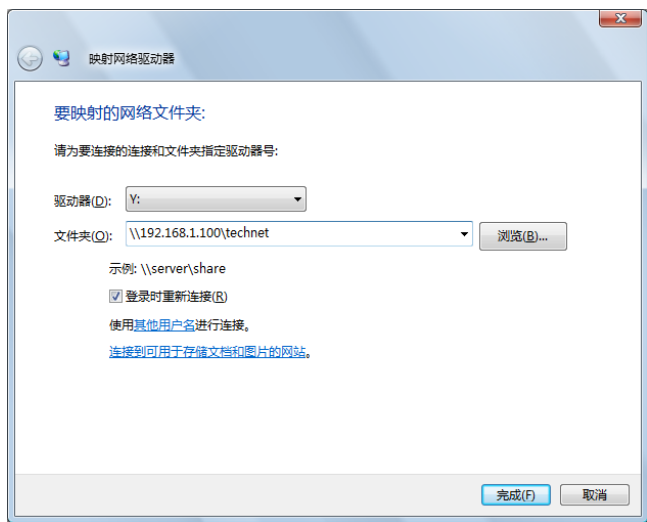 映射网络驱动器
要映射的网络文件夹:
请为要连接的连接和文件夹指定驱动器号:
驱动器(D): Y:
文件夹(O): \\192.168.1.100\technet 浏览(B)...
示例: \\server\share
登录时重新连接(R)
使用其他用户名进行连接。
连接到可用于存储文档和图片的网站。
完成(F) 取消